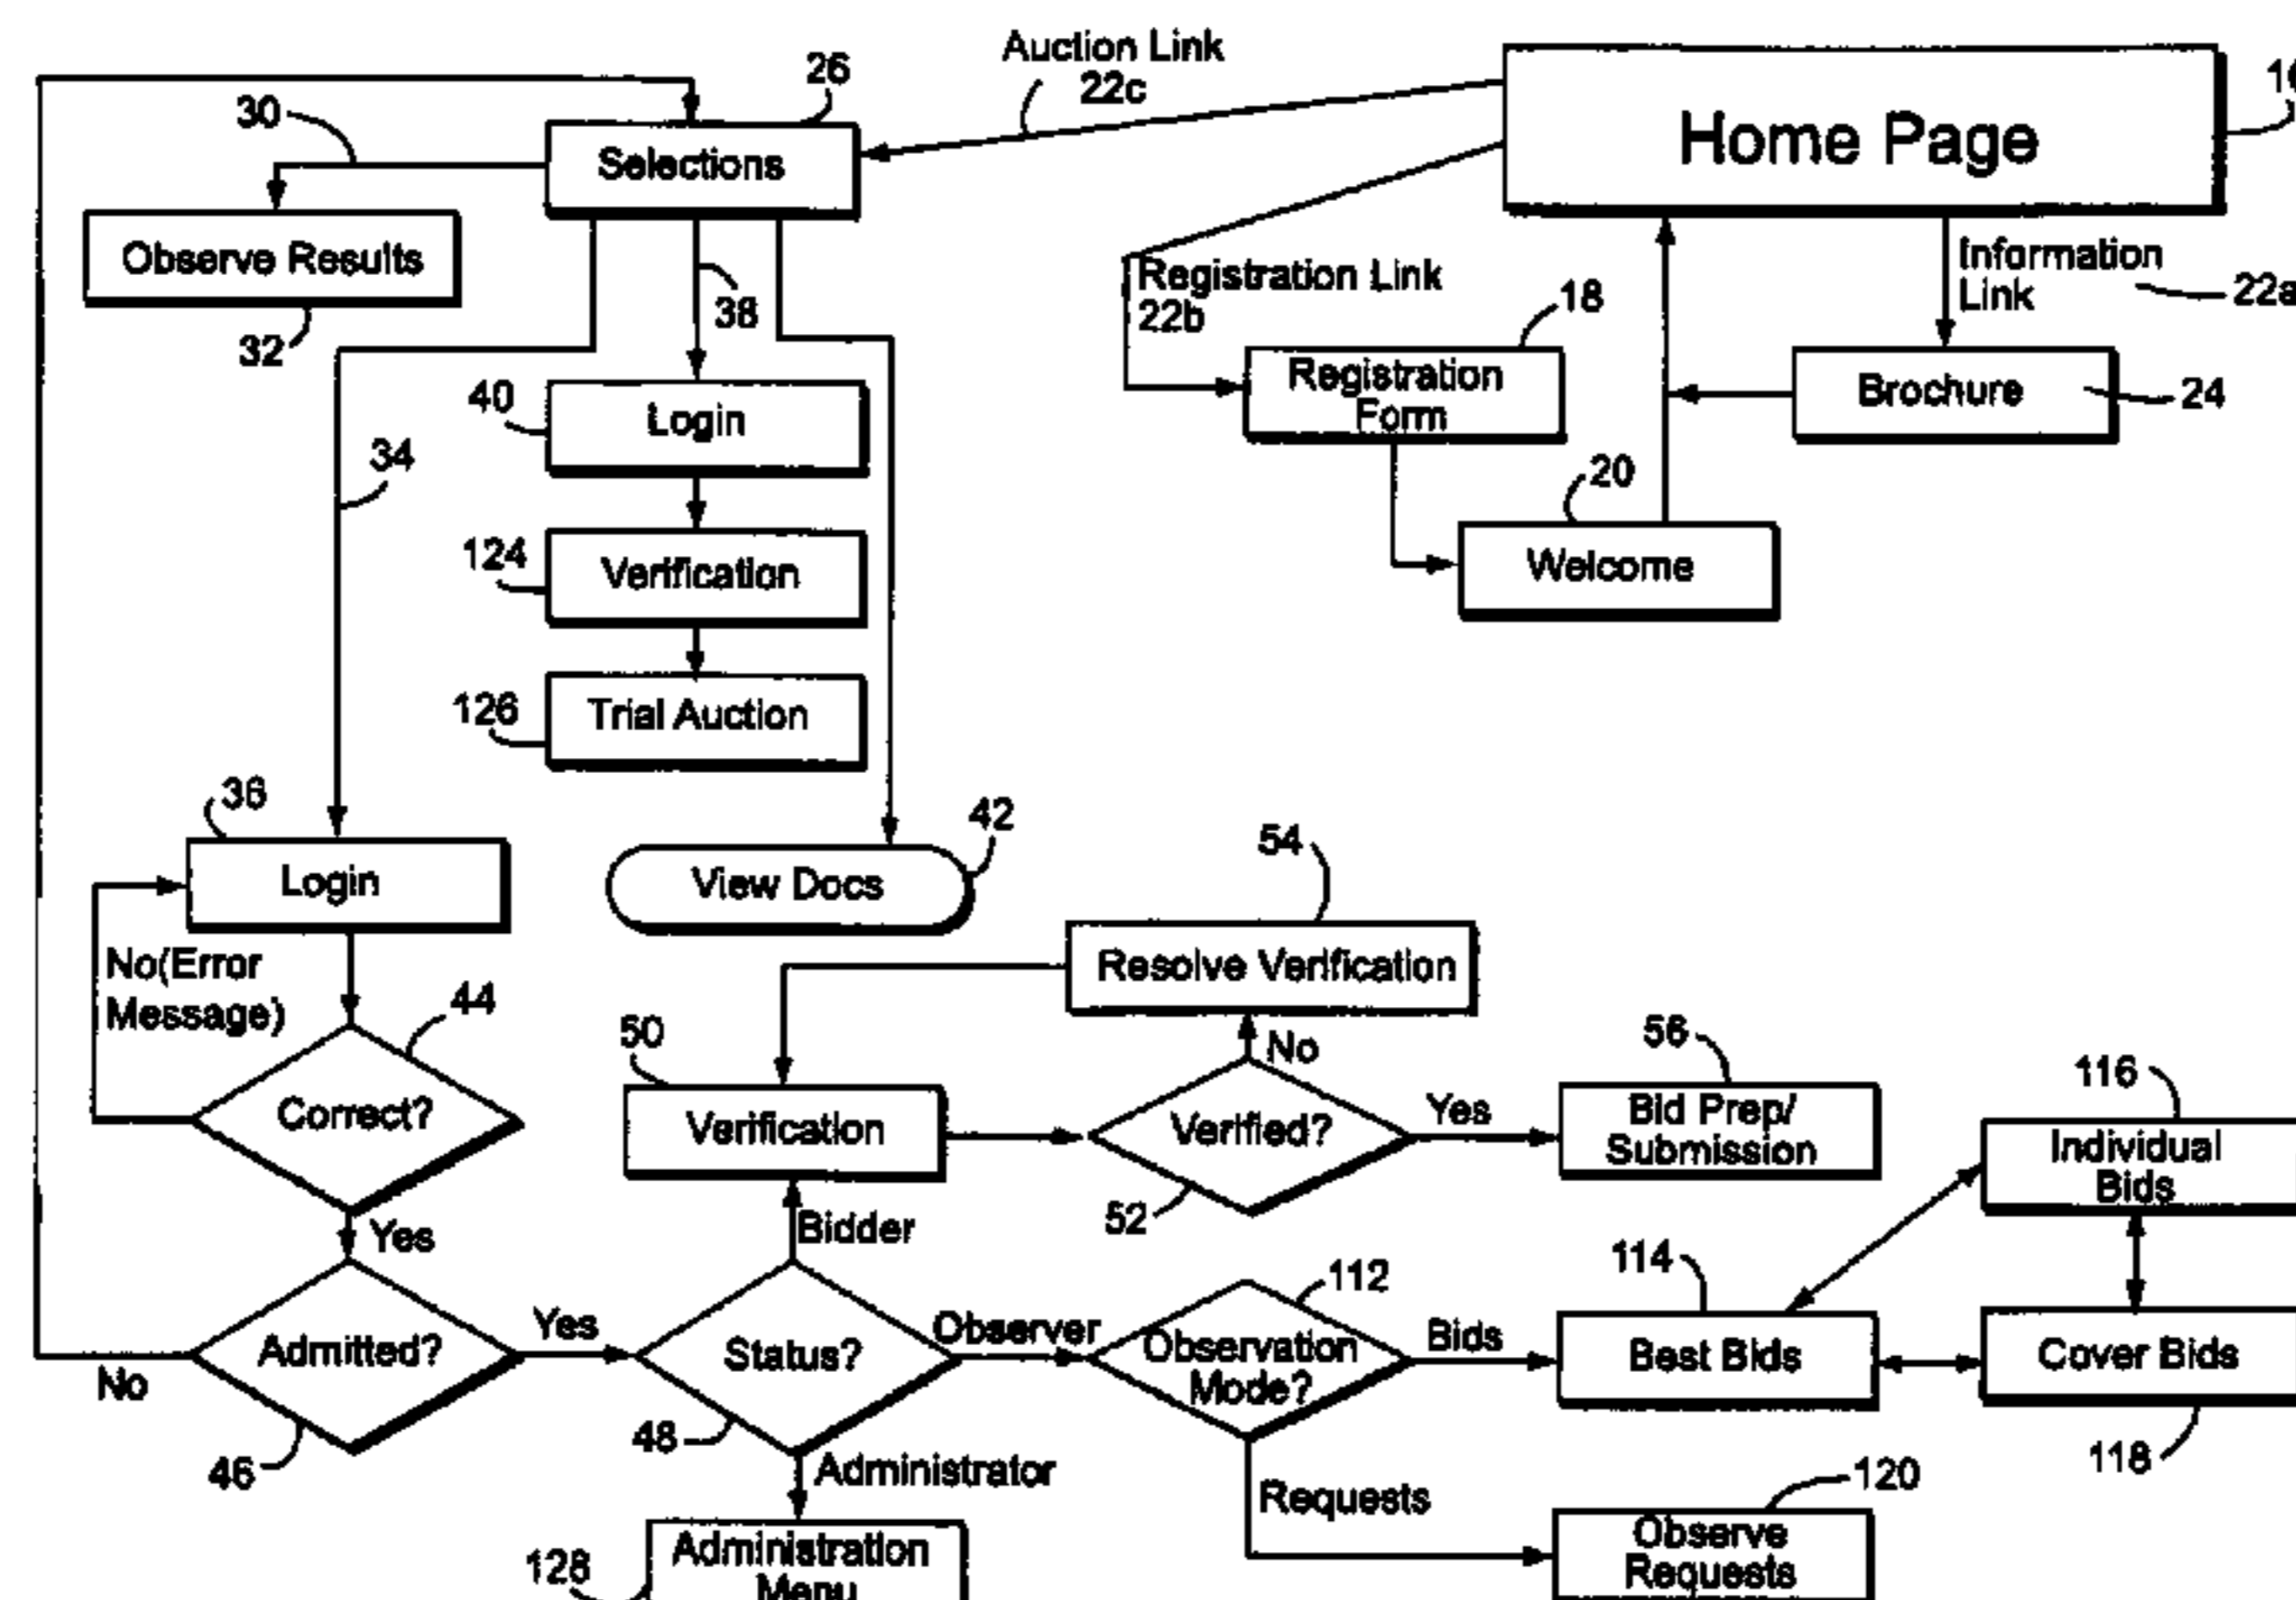 Auction Link
22c
26
16
Home Page
30
Selections
Observe Results
32
38
Registration Link
22b
Information
Link
22a
18
Registration
Form
Brochure
24
40
Login
34
20
Welcome
124
Verification
126
Trial Auction
36
Login
42
View Docs
54
Resolve Verification
No(Error
Message)
44
Correct?
50
Verification
No
Verified?
52
Yes
56
Bid Prep/
Submission
116
Individual
Bids
Yes
Bidder
112
114
Admitted?
No
46
Yes
Status?
48
Observer
Observation
Mode?
Bids
Best Bids
Cover Bids
118
Administrator
Requests
120
Observe
Requests
128
Administration
Menu